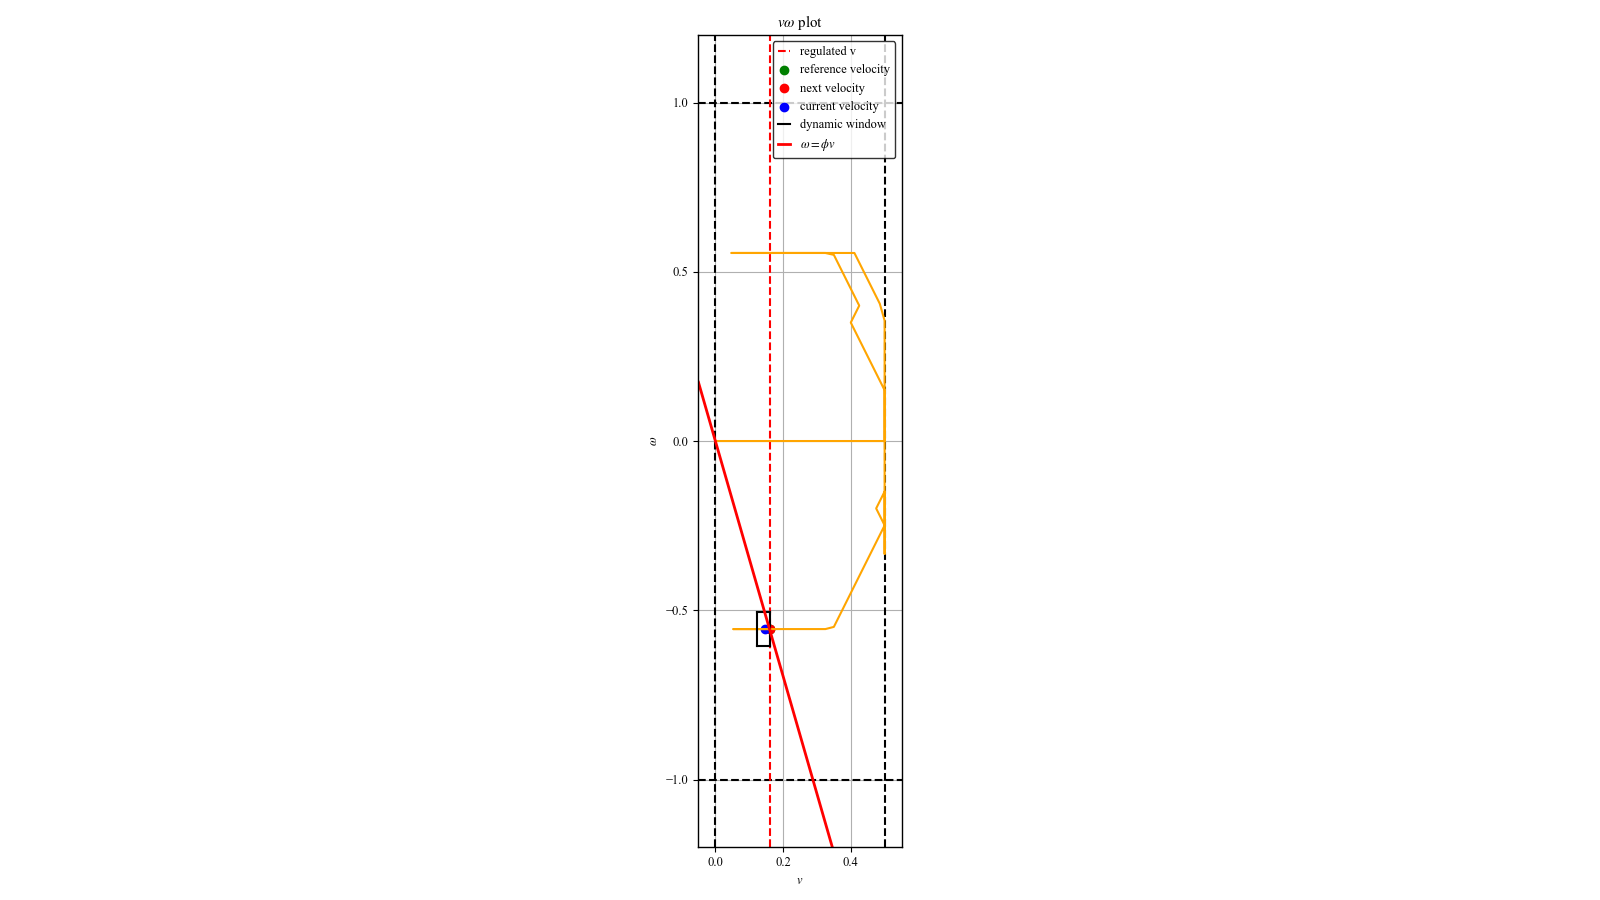 vω plot
regulated v
reference velocity
next velocity
current velocity
dynamic window
ω = ϕv
1.0
0.5
0.0
−0.5
−1.0
ω
0.0 0.2 0.4
v